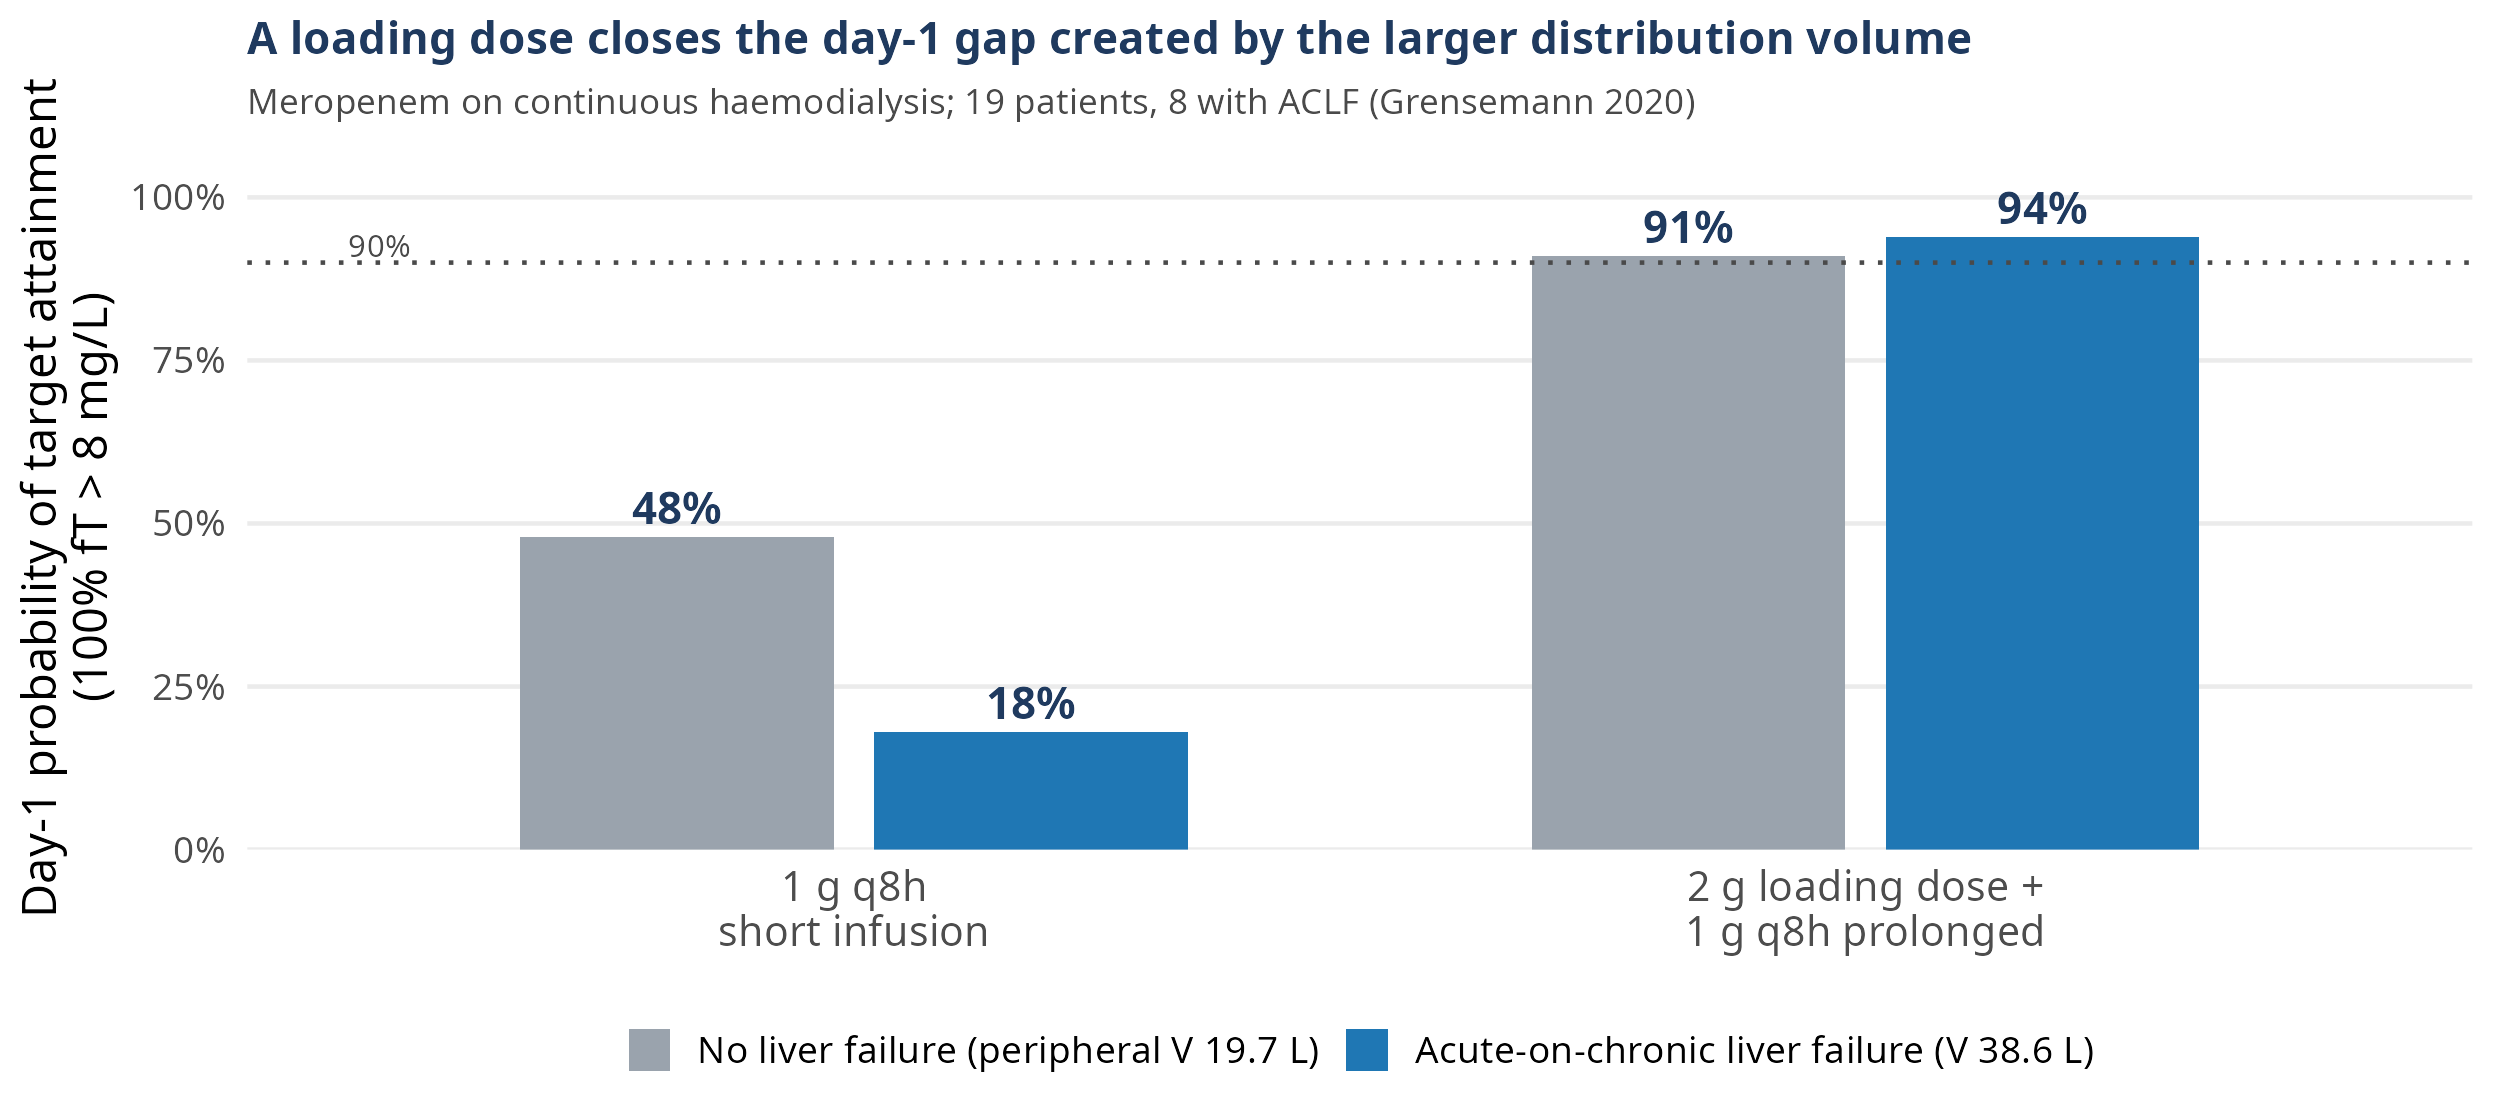 A loading dose closes the day-1 gap created by the larger distribution volume
Meropenem on continuous haemodialysis; 19 patients, 8 with ACLF (Grensemann 2020)
Day-1 probability of target attainment
(100% fT > 8 mg/L)
100%
90%
75%
50%
25%
0%
48%
18%
91%
94%
1 g q8h
short infusion
2 g loading dose +
1 g q8h prolonged
No liver failure (peripheral V 19.7 L)
Acute-on-chronic liver failure (V 38.6 L)